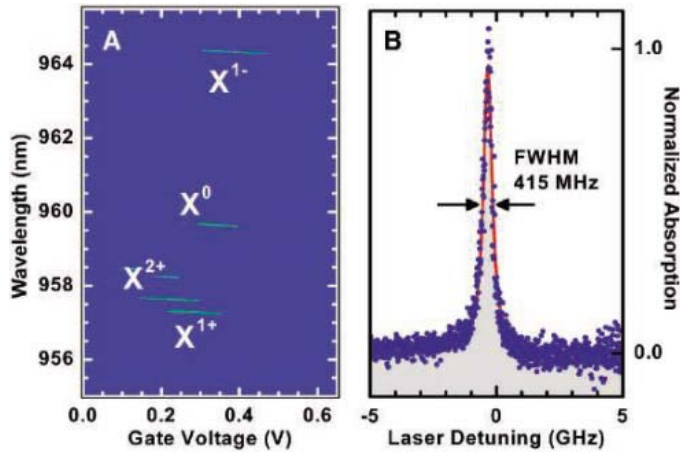 A
964
962
960
958
956
Wavelength (nm)
X1-
X0
X2+
X1+
0.0
0.2
0.4
0.6
Gate Voltage (V)
B
FWHM
415 MHz
1.0
0.0
Normalized Absorption
-5
0
5
Laser Detuning (GHz)